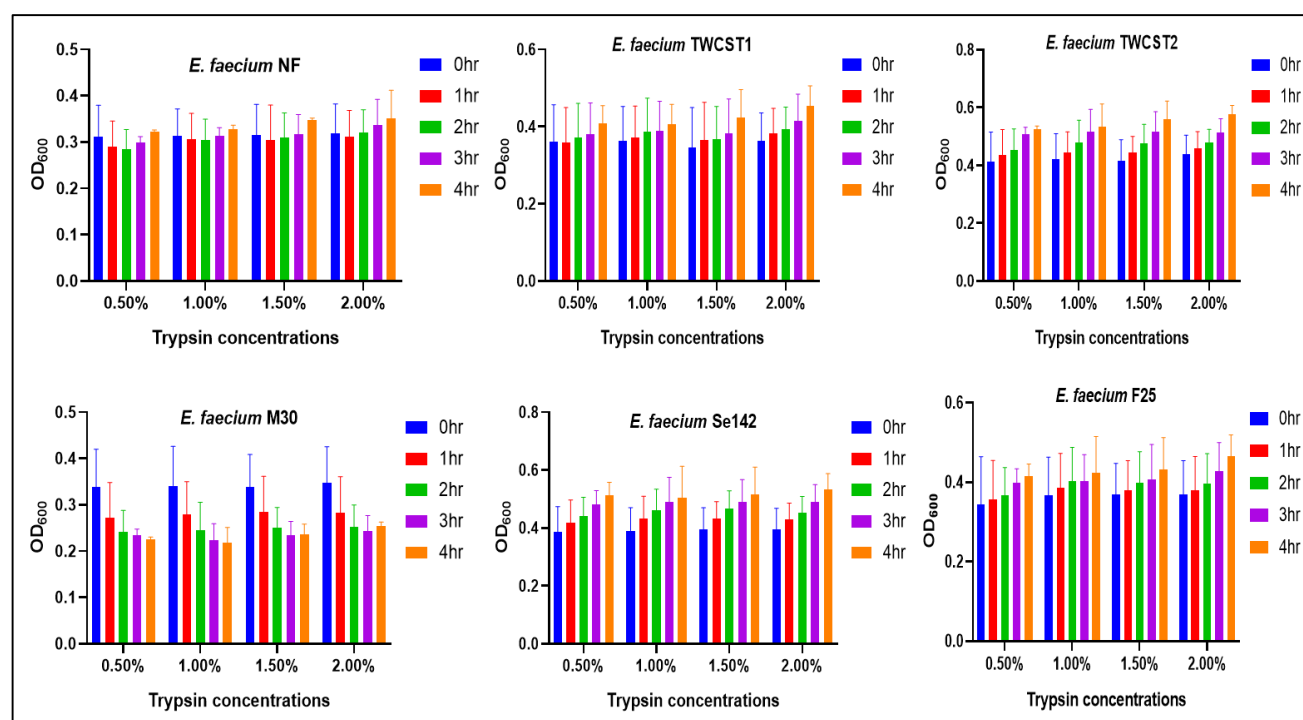 E. faecium NF
OD600
0.5
0.4
0.3
0.2
0.1
0.0
0.50% 1.00% 1.50% 2.00%
Trypsin concentrations
0hr
1hr
2hr
3hr
4hr
E. faecium TWCST1
OD600
0.6
0.4
0.2
0.0
0.50% 1.00% 1.50% 2.00%
Trypsin concentrations
0hr
1hr
2hr
3hr
4hr
E. faecium TWCST2
OD600
0.8
0.6
0.4
0.2
0.0
0.50% 1.00% 1.50% 2.00%
Trypsin concentrations
0hr
1hr
2hr
3hr
4hr
E. faecium M30
OD600
0.5
0.4
0.3
0.2
0.1
0.0
0.50% 1.00% 1.50% 2.00%
Trypsin concentrations
0hr
1hr
2hr
3hr
4hr
E. faecium Se142
OD600
0.8
0.6
0.4
0.2
0.0
0.50% 1.00% 1.50% 2.00%
Trypsin concentrations
0hr
1hr
2hr
3hr
4hr
E. faecium F25
OD600
0.6
0.4
0.2
0.0
0.50% 1.00% 1.50% 2.00%
Trypsin concentrations
0hr
1hr
2hr
3hr
4hr